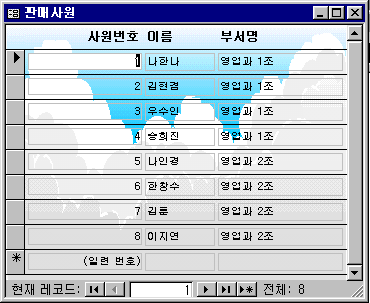 판매사원
사원번호 이름 부서명
1 나한나 영업과 1조
2 김현겸 영업과 1조
3 우수인 영업과 1조
4 송희진 영업과 1조
5 나인경 영업과 2조
6 한창수 영업과 2조
7 김룡 영업과 2조
8 이지연 영업과 2조
(일련 번호)
현재 레코드: 1 전체: 8